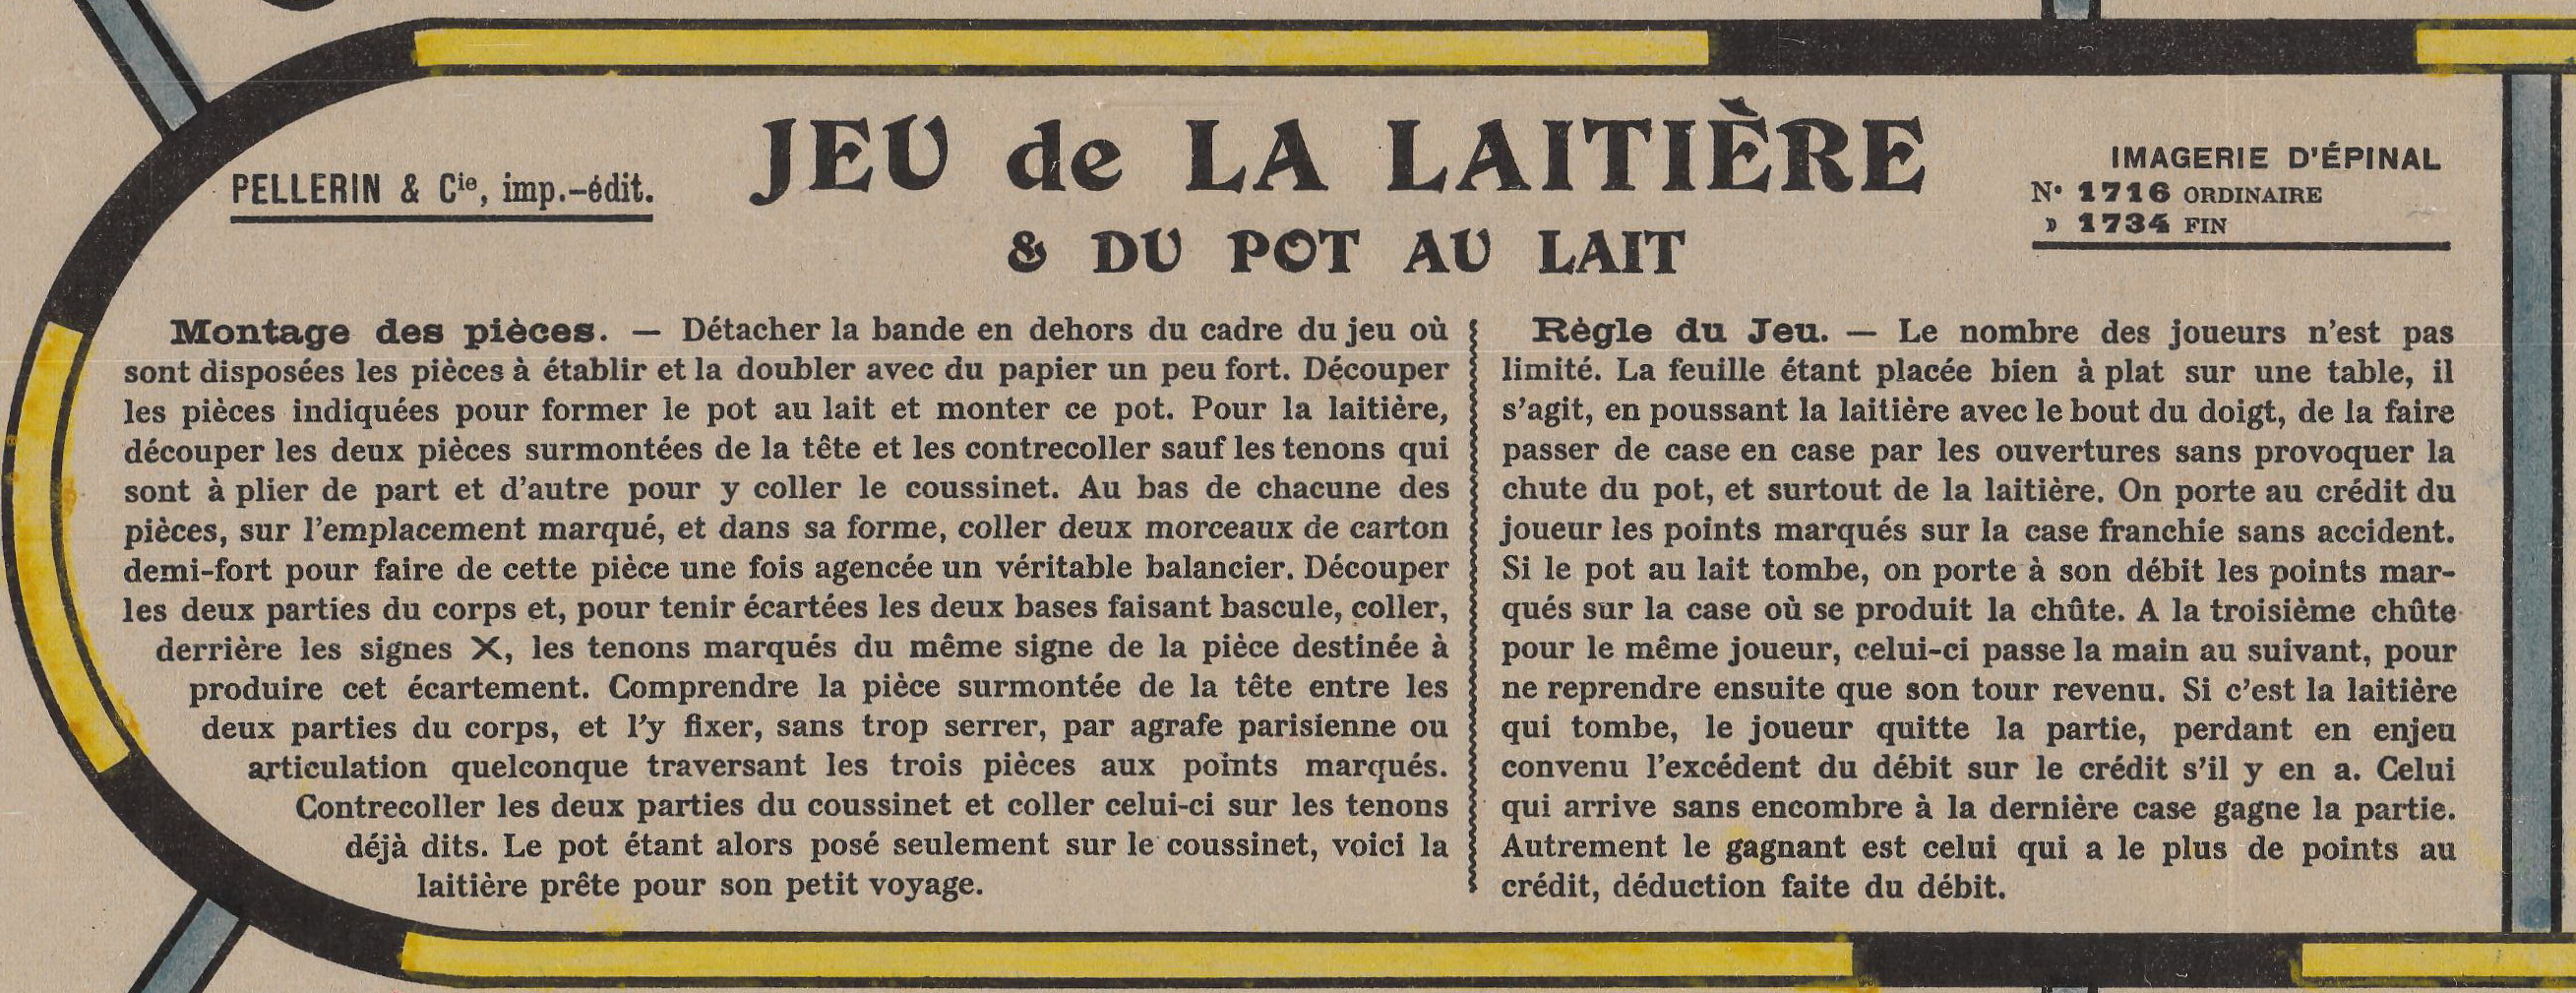 PELLERIN & Cie, imp.-édit.
JEU de LA LAITIÈRE
& DU POT AU LAIT
IMAGERIE D'ÉPINAL
N° 1716 ORDINAIRE
» 1734 FIN
Montage des pièces. — Détacher la bande en dehors du cadre du jeu où
sont disposées les pièces à établir et la doubler avec du papier un peu fort. Découper
les pièces indiquées pour former le pot au lait et monter ce pot. Pour la laitière,
découper les deux pièces surmontées de la tête et les contrecoller sauf les tenons qui
sont à plier de part et d'autre pour y coller le coussinet. Au bas de chacune des
pièces, sur l'emplacement marqué, et dans sa forme, coller deux morceaux de carton
demi-fort pour faire de cette pièce une fois agencée un véritable balancier. Découper
les deux parties du corps et, pour tenir écartées les deux bases faisant bascule, coller,
derrière les signes X, les tenons marqués du même signe de la pièce destinée à
produire cet écartement. Comprendre la pièce surmontée de la tête entre les
deux parties du corps, et l'y fixer, sans trop serrer, par agrafe parisienne ou
articulation quelconque traversant les trois pièces aux points marqués.
Contrecoller les deux parties du coussinet et coller celui-ci sur les tenons
déjà dits. Le pot étant alors posé seulement sur le coussinet, voici la
laitière prête pour son petit voyage.
Règle du Jeu. — Le nombre des joueurs n'est pas
limité. La feuille étant placée bien à plat sur une table, il
s'agit, en poussant la laitière avec le bout du doigt, de la faire
passer de case en case par les ouvertures sans provoquer la
chute du pot, et surtout de la laitière. On porte au crédit du
joueur les points marqués sur la case franchie sans accident.
Si le pot au lait tombe, on porte à son débit les points mar-
qués sur la case où se produit la chûte. A la troisième chûte
pour le même joueur, celui-ci passe la main au suivant, pour
ne reprendre ensuite que son tour revenu. Si c'est la laitière
qui tombe, le joueur quitte la partie, perdant en enjeu
convenu l'excédent du débit sur le crédit s'il y en a. Celui
qui arrive sans encombre à la dernière case gagne la partie.
Autrement le gagnant est celui qui a le plus de points au
crédit, déduction faite du débit.